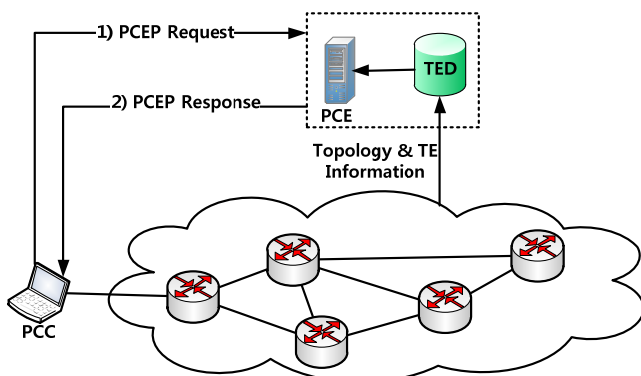 1) PCEP Request
TED
2) PCEP Response
PCE
Topology & TE
Information
PCC